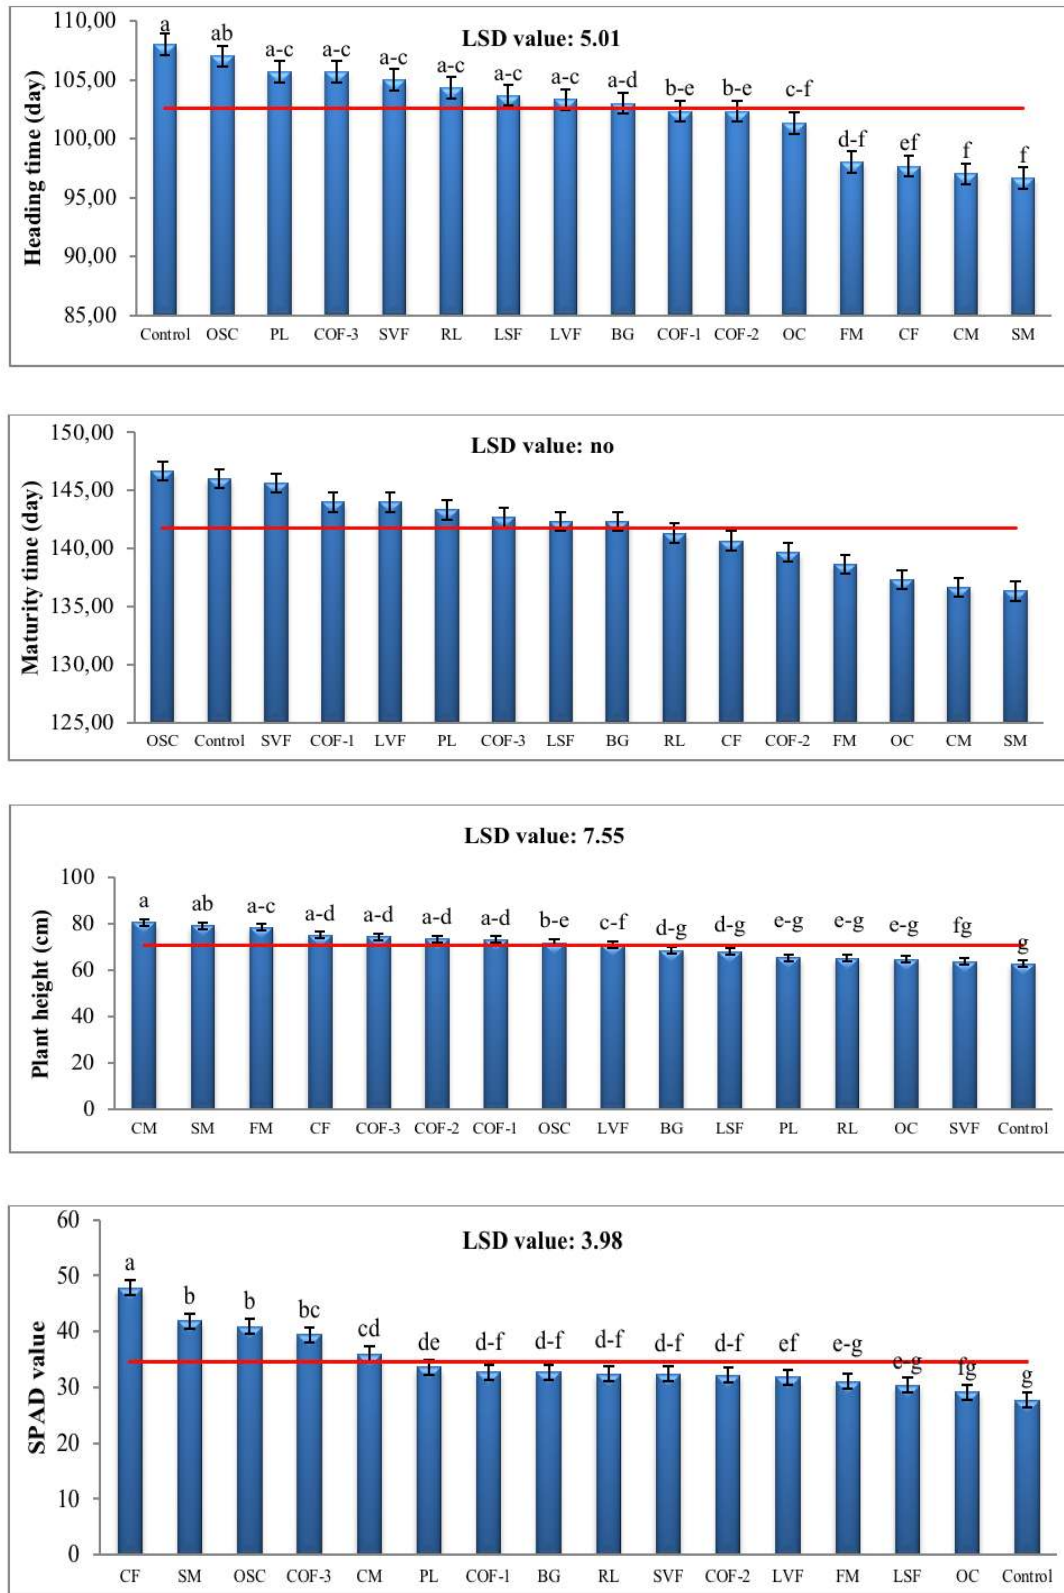 LSD value: 5.01
Heading time (day)
110,00
105,00
100,00
95,00
90,00
85,00
a ab a-c a-c a-c a-c a-c a-c a-d b-e b-e c-f d-f ef f f
Control OSC PL COF-3 SVF RL LSF LVF BG COF-1 COF-2 OC FM CF CM SM
LSD value: no
Maturity time (day)
150,00
145,00
140,00
135,00
130,00
125,00
OSC Control SVF COF-1 LVF PL COF-3 LSF BG RL CF COF-2 FM OC CM SM
LSD value: 7.55
Plant height (cm)
100
80
60
40
20
0
a ab a-c a-d a-d a-d a-d b-e c-f d-g d-g e-g e-g e-g fg g
CM SM FM CF COF-3 COF-2 COF-1 OSC LVF BG LSF PL RL OC SVF Control
LSD value: 3.98
SPAD value
60
50
40
30
20
10
0
a b b bc cd de d-f d-f d-f d-f d-f ef e-g e-g fg g
CF SM OSC COF-3 CM PL COF-1 BG RL SVF COF-2 LVF FM LSF OC Control